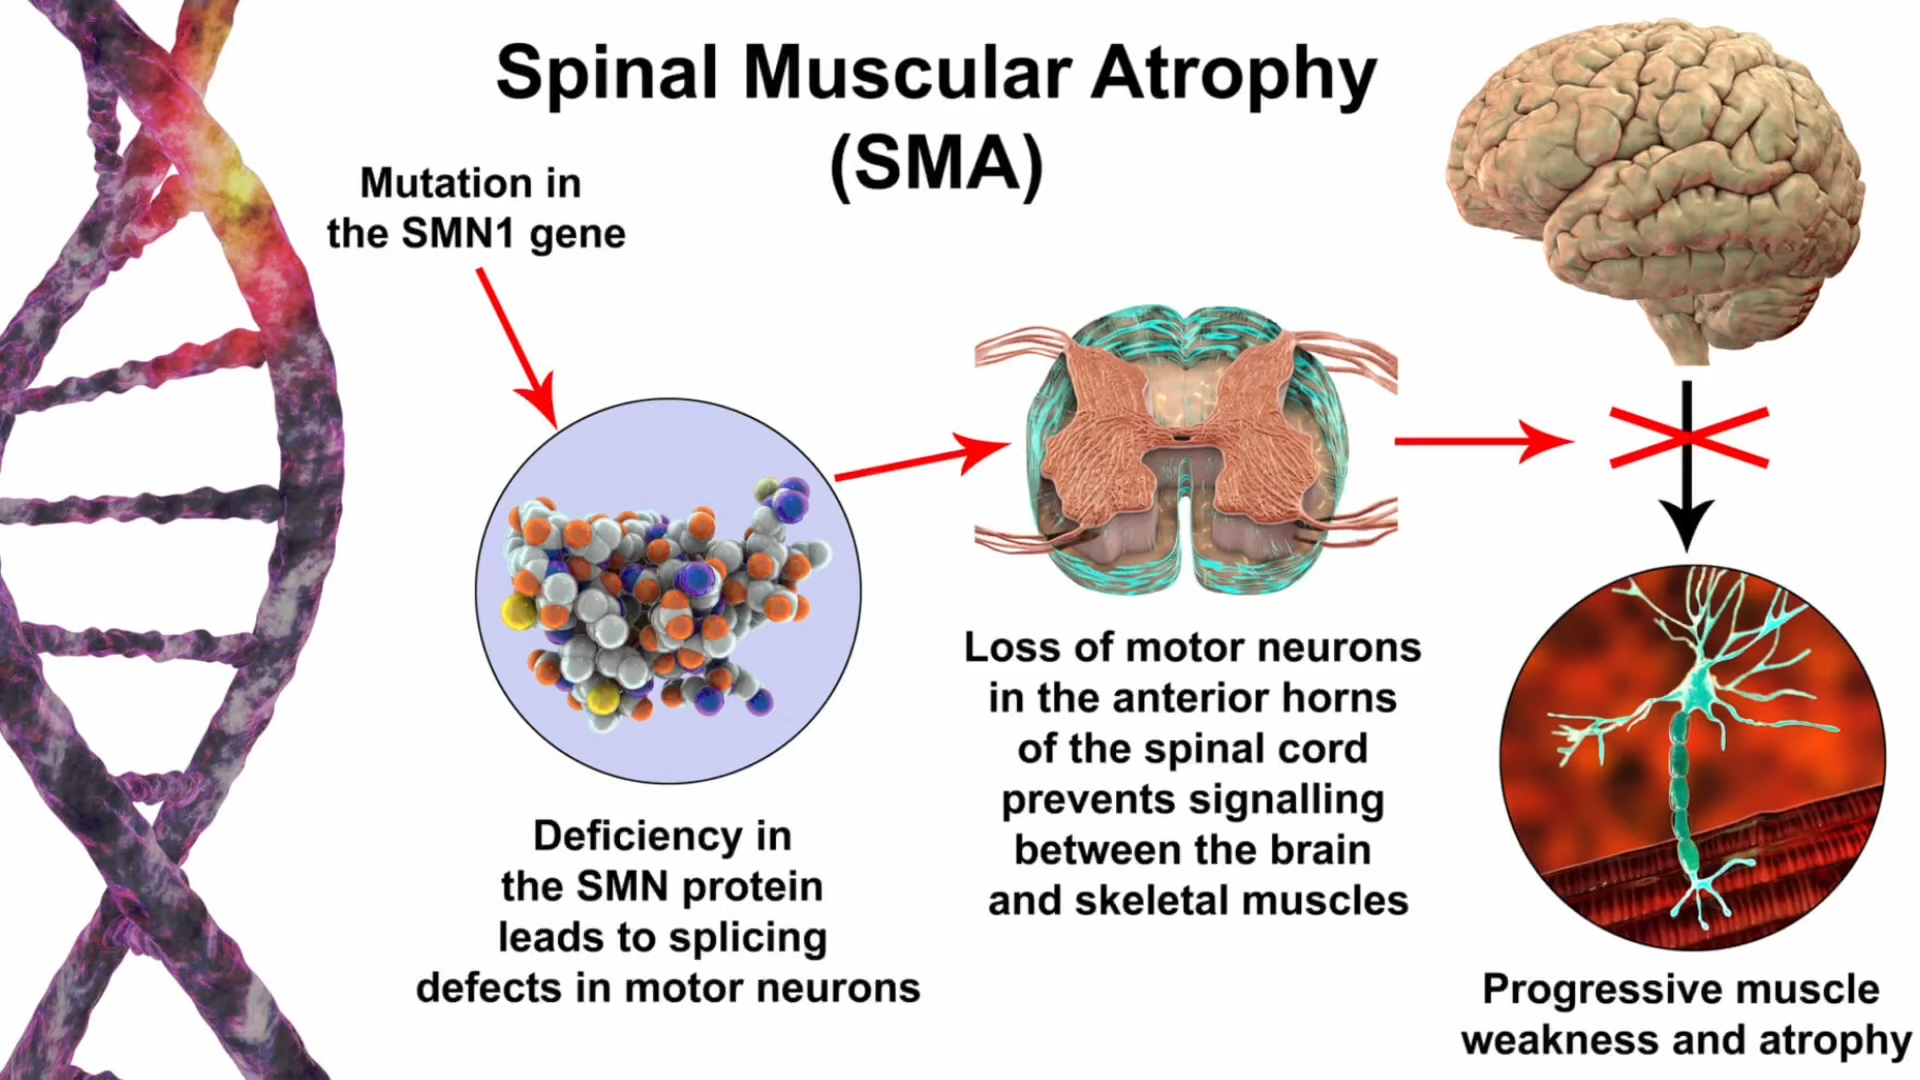 Spinal Muscular Atrophy
(SMA)
Mutation in
the SMN1 gene
Deficiency in
the SMN protein
leads to splicing
defects in motor neurons
Loss of motor neurons
in the anterior horns
of the spinal cord
prevents signalling
between the brain
and skeletal muscles
Progressive muscle
weakness and atrophy